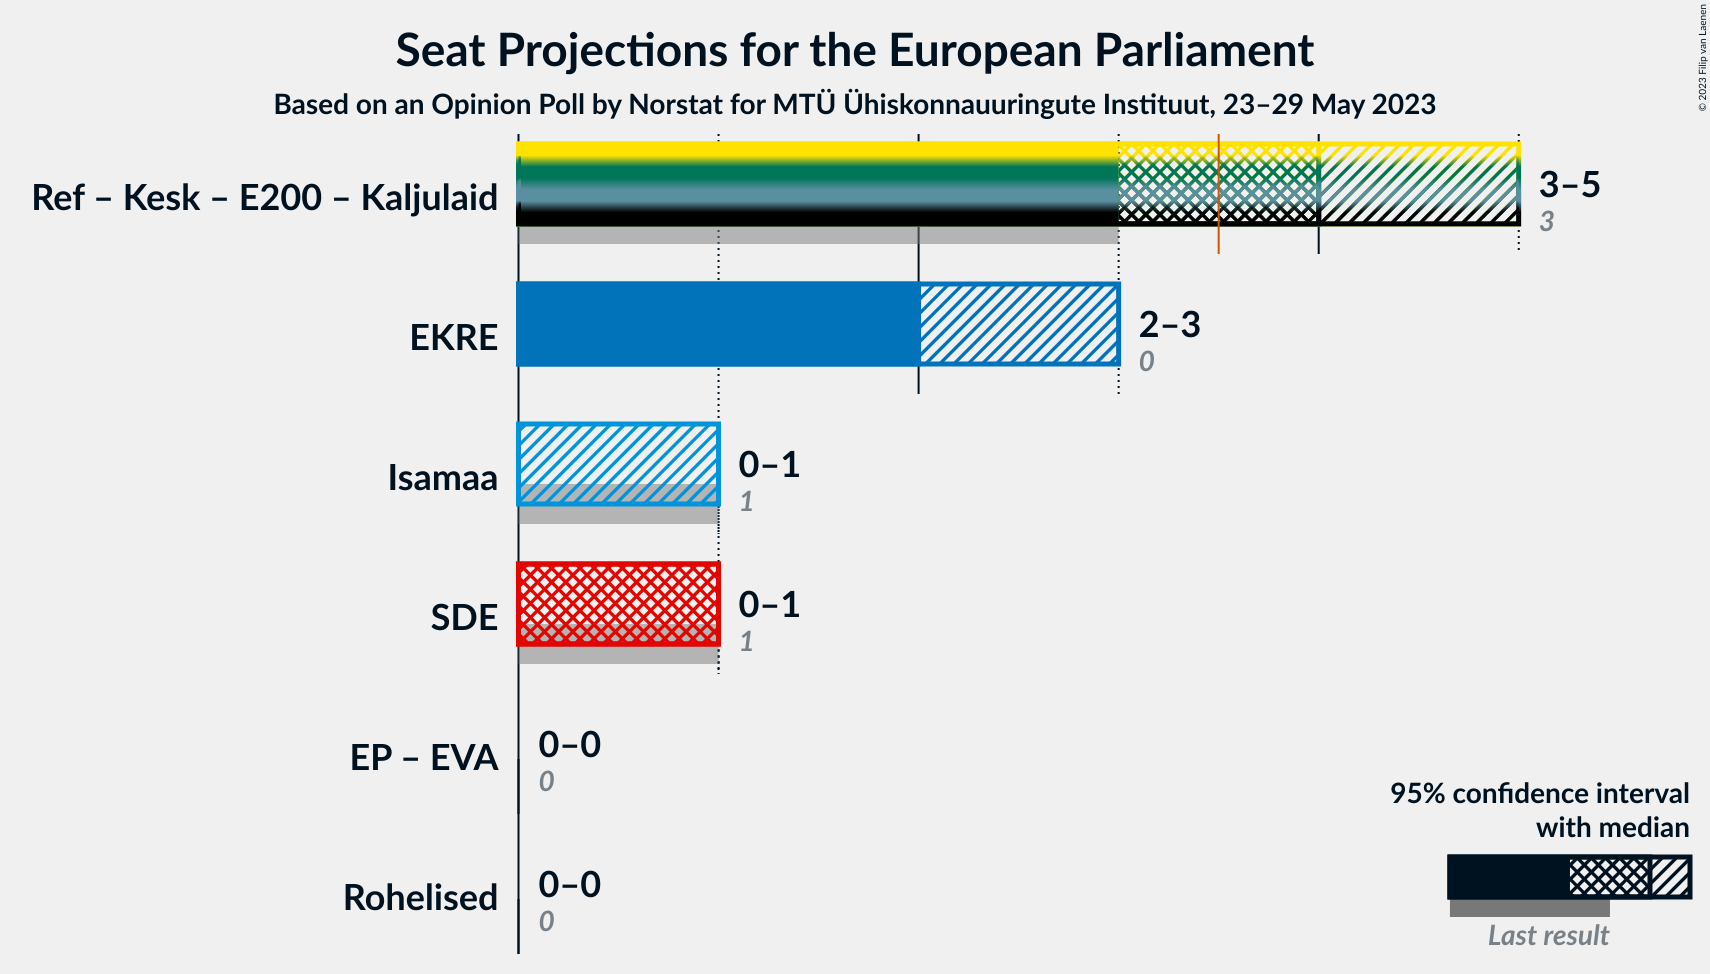 Seat Projections for the European Parliament
Based on an Opinion Poll by Norstat for MTÜ Ühiskonnauuringute Instituut, 23–29 May 2023
© 2023 Filip van Laenen
Ref – Kesk – E200 – Kaljulaid
3–5
3
EKRE
2–3
0
Isamaa
0–1
1
SDE
0–1
1
EP – EVA
0–0
0
Rohelised
0–0
0
95% confidence interval
with median
Last result